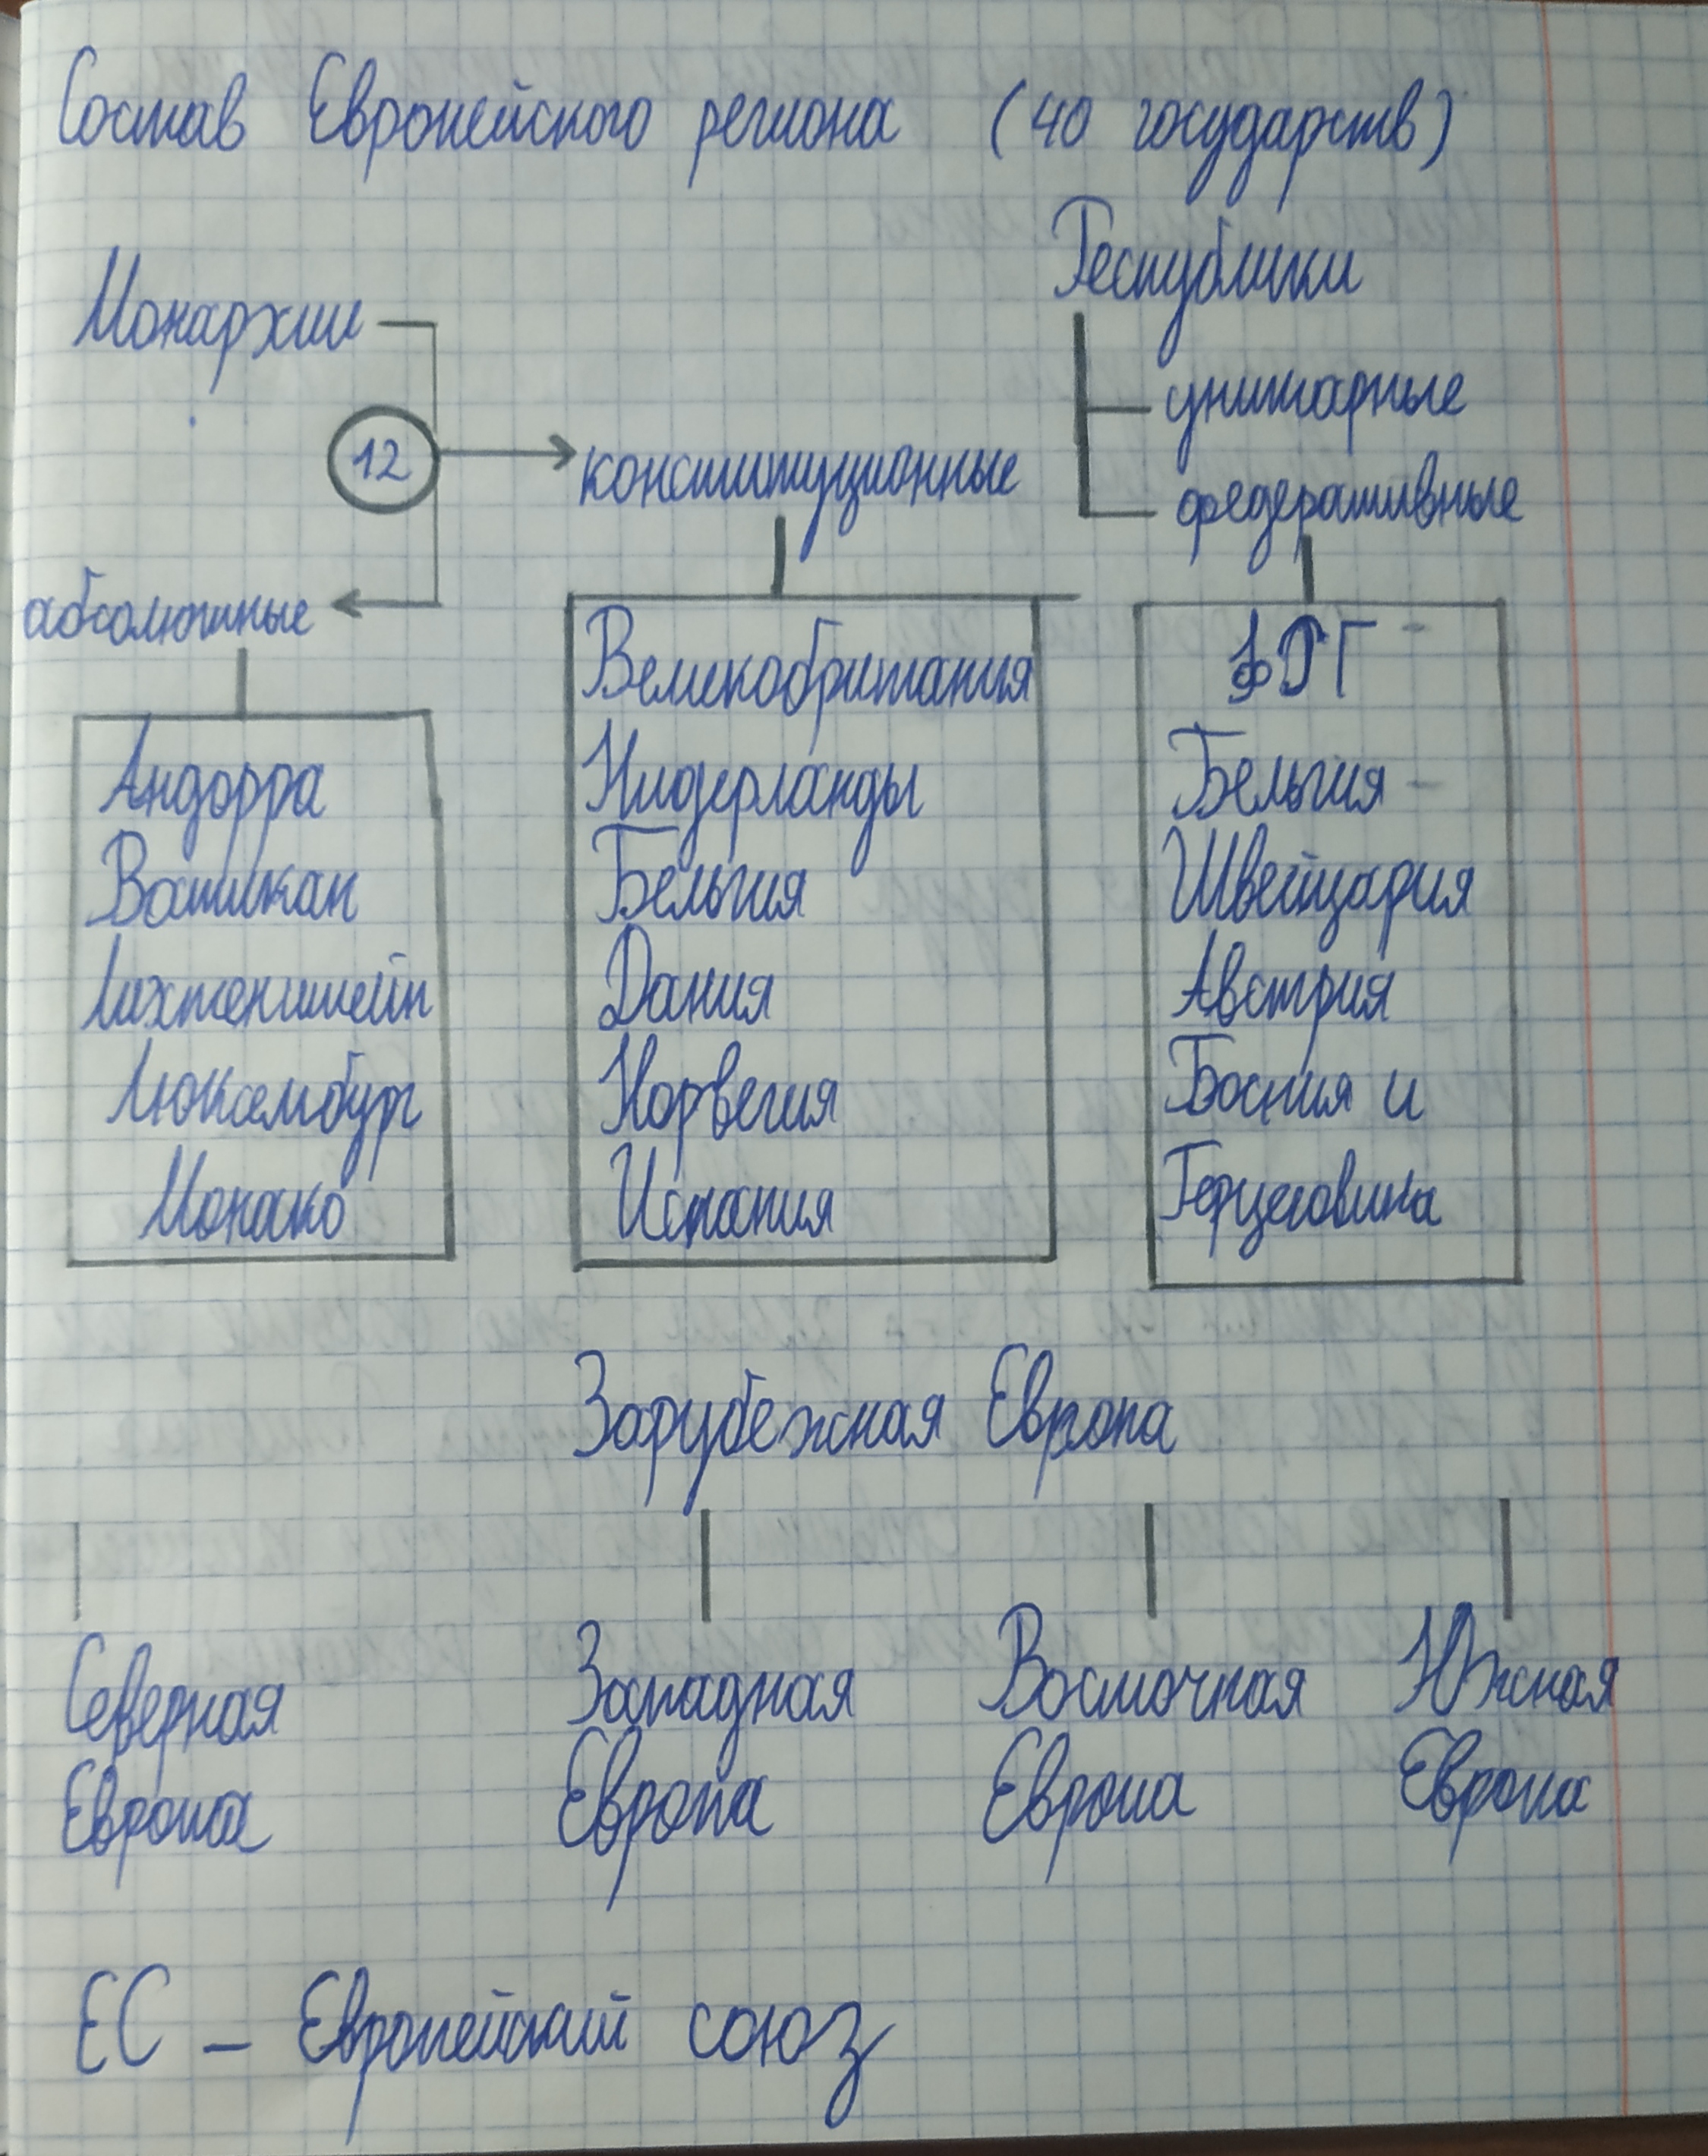 Состав Европейского региона (40 государств)
Монархии
12
конституционные
абсолютные
Республики
унитарные
федеративные
Андорра
Ватикан
Лихтенштейн
Люксембург
Монако
Великобритания
Нидерланды
Бельгия
Дания
Норвегия
Испания
ФРГ -
Бельгия -
Швейцария
Австрия
Босния и
Герцеговина
Зарубежная Европа
Северная
Европа
Западная
Европа
Восточная
Европа
Южная
Европа
ЕС - Европейский союз